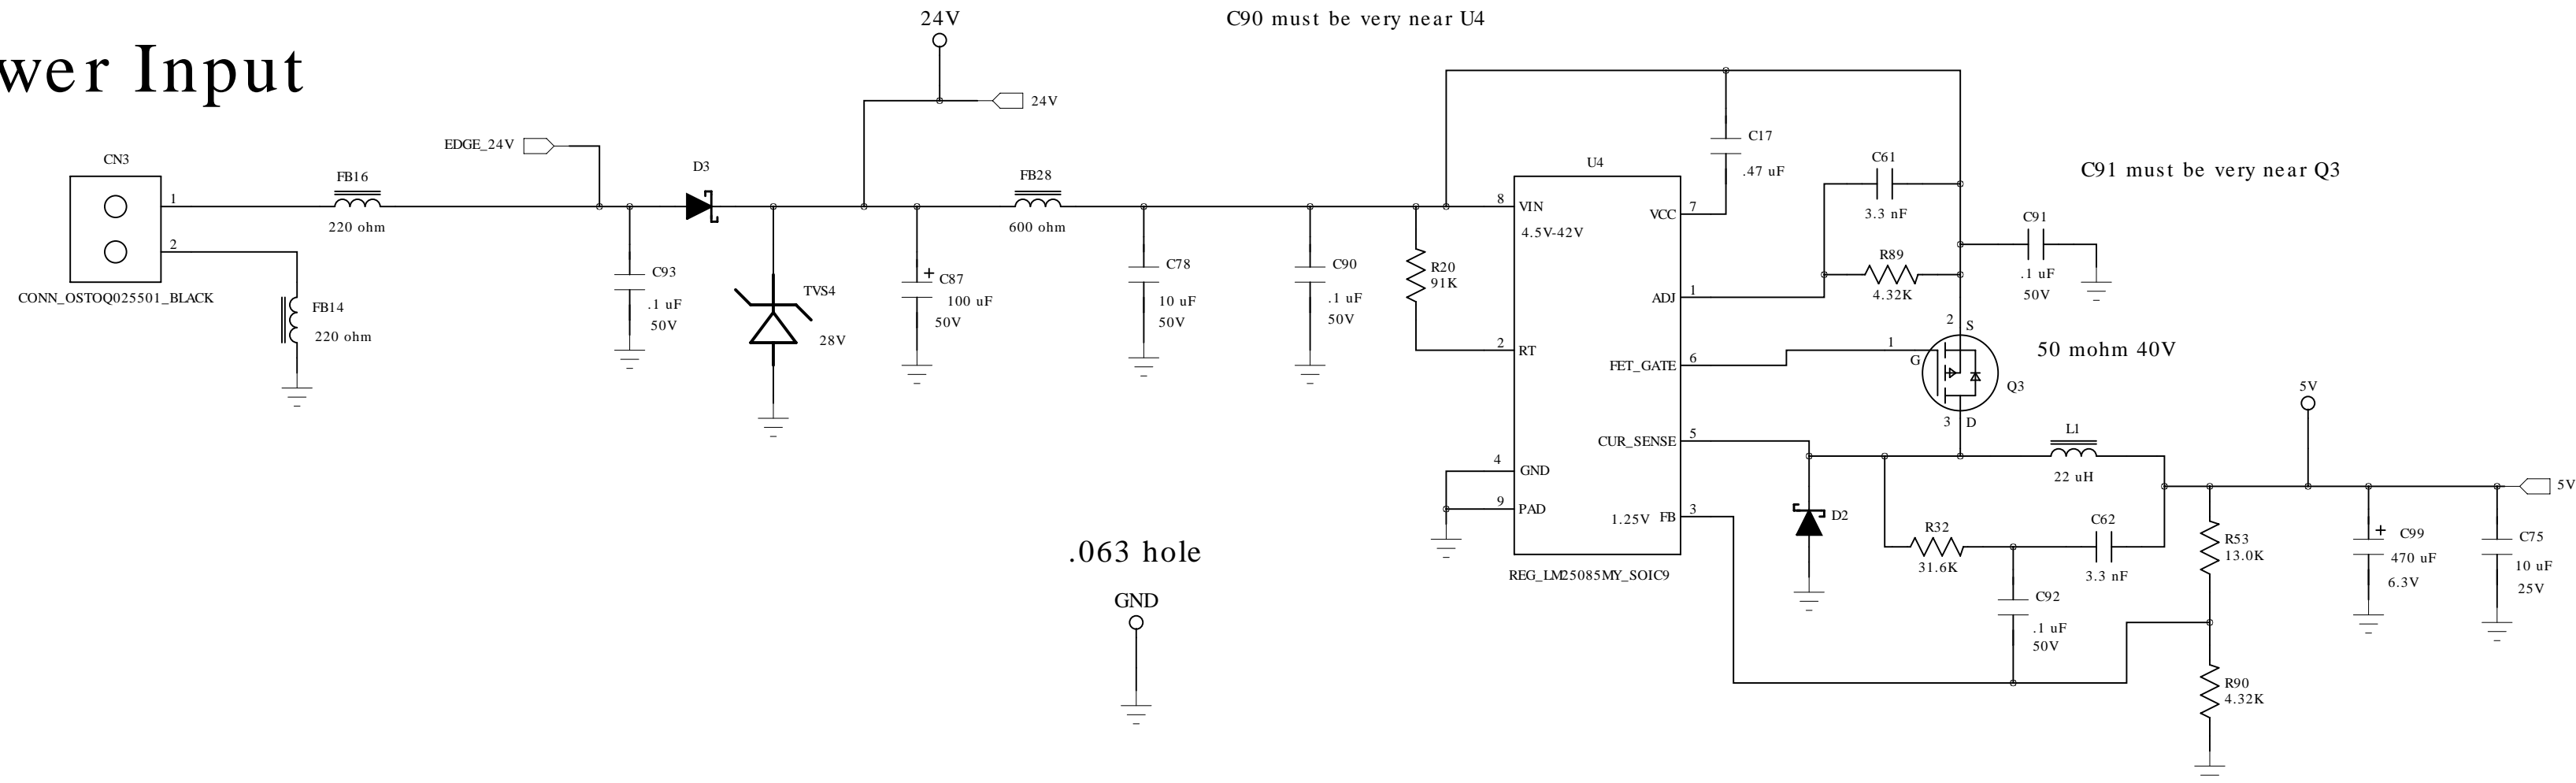 wer Input
24V
C90 must be very near U4
24V
EDGE_24V
CN3
1
2
CONN_OSTOQ025501_BLACK
FB16
220 ohm
FB14
220 ohm
D3
C93
.1 uF
50V
TVS4
28V
C87
+
100 uF
50V
FB28
600 ohm
C78
10 uF
50V
C90
.1 uF
50V
R20
91K
U4
8
VIN
4.5V-42V
2
RT
4
GND
9
PAD
VCC
7
ADJ
1
FET_GATE
6
CUR_SENSE
5
1.25V
FB
3
REG_LM25085MY_SOIC9
C17
.47 uF
C61
3.3 nF
R89
4.32K
C91 must be very near Q3
C91
.1 uF
50V
2
S
1
G
50 mohm 40V
Q3
3
D
L1
22 uH
D2
R32
31.6K
C62
3.3 nF
C92
.1 uF
50V
5V
5V
R53
13.0K
R90
4.32K
+
C99
470 uF
6.3V
C75
10 uF
25V
.063 hole
GND